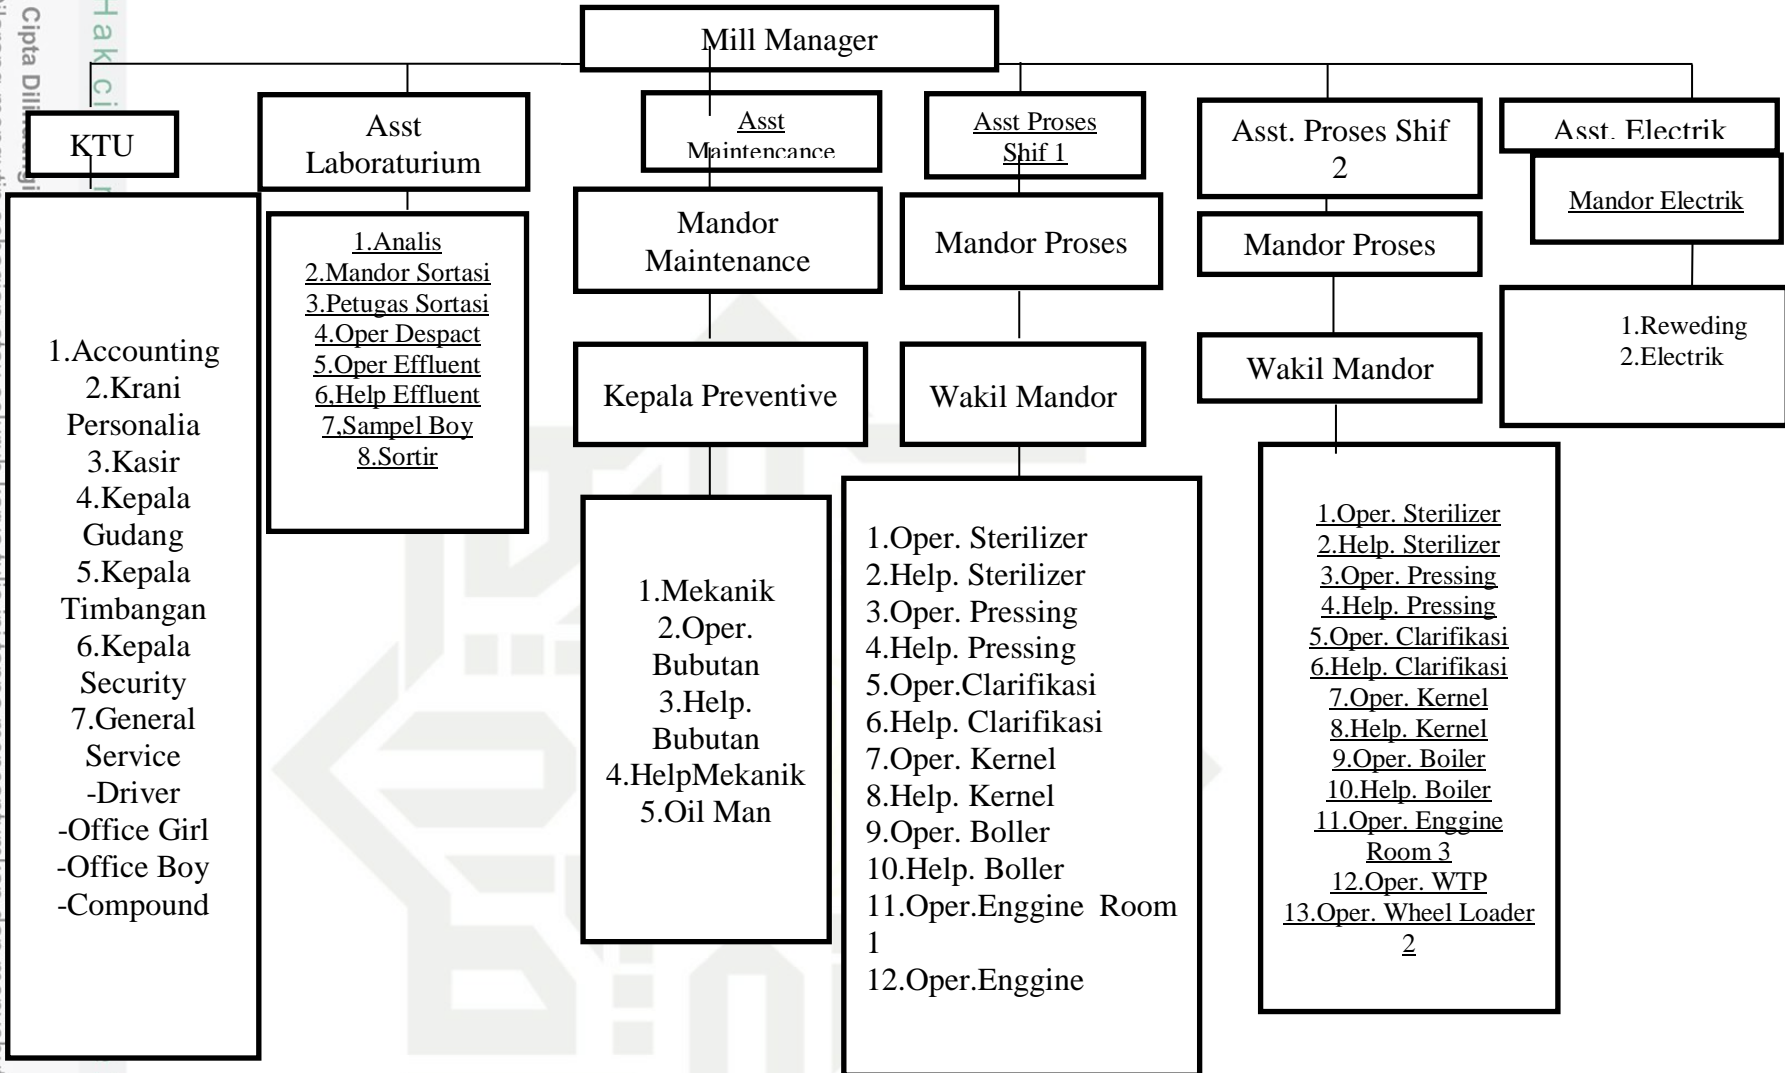 Mill Manager
KTU
1.Accounting
2.Krani
Personalia
3.Kasir
4.Kepala
Gudang
5.Kepala
Timbangan
6.Kepala
Security
7.General
Service
-Driver
-Office Girl
-Office Boy
-Compound
Asst
Laboraturium
1.Analis
2.Mandor Sortasi
3.Petugas Sortasi
4.Oper Despact
5.Oper Effluent
6,Help Effluent
7,Sampel Boy
8.Sortir
Asst
Maintencance
Mandor
Maintenance
Kepala Preventive
1.Mekanik
2.Oper.
Bubutan
3.Help.
Bubutan
4.HelpMekanik
5.Oil Man
Asst Proses
Shif 1
Mandor Proses
Wakil Mandor
1.Oper. Sterilizer
2.Help. Sterilizer
3.Oper. Pressing
4.Help. Pressing
5.Oper.Clarifikasi
6.Help. Clarifikasi
7.Oper. Kernel
8.Help. Kernel
9.Oper. Boller
10.Help. Boller
11.Oper.Enggine Room
1
12.Oper.Enggine
Asst. Proses Shif
2
Mandor Proses
Wakil Mandor
1.Oper. Sterilizer
2.Help. Sterilizer
3.Oper. Pressing
4.Help. Pressing
5.Oper. Clarifikasi
6.Help. Clarifikasi
7.Oper. Kernel
8.Help. Kernel
9.Oper. Boiler
10.Help. Boiler
11.Oper. Enggine
Room 3
12.Oper. WTP
13.Oper. Wheel Loader
2
Asst. Electrik
Mandor Electrik
1.Reweding
2.Electrik
Hak ci
Cipta